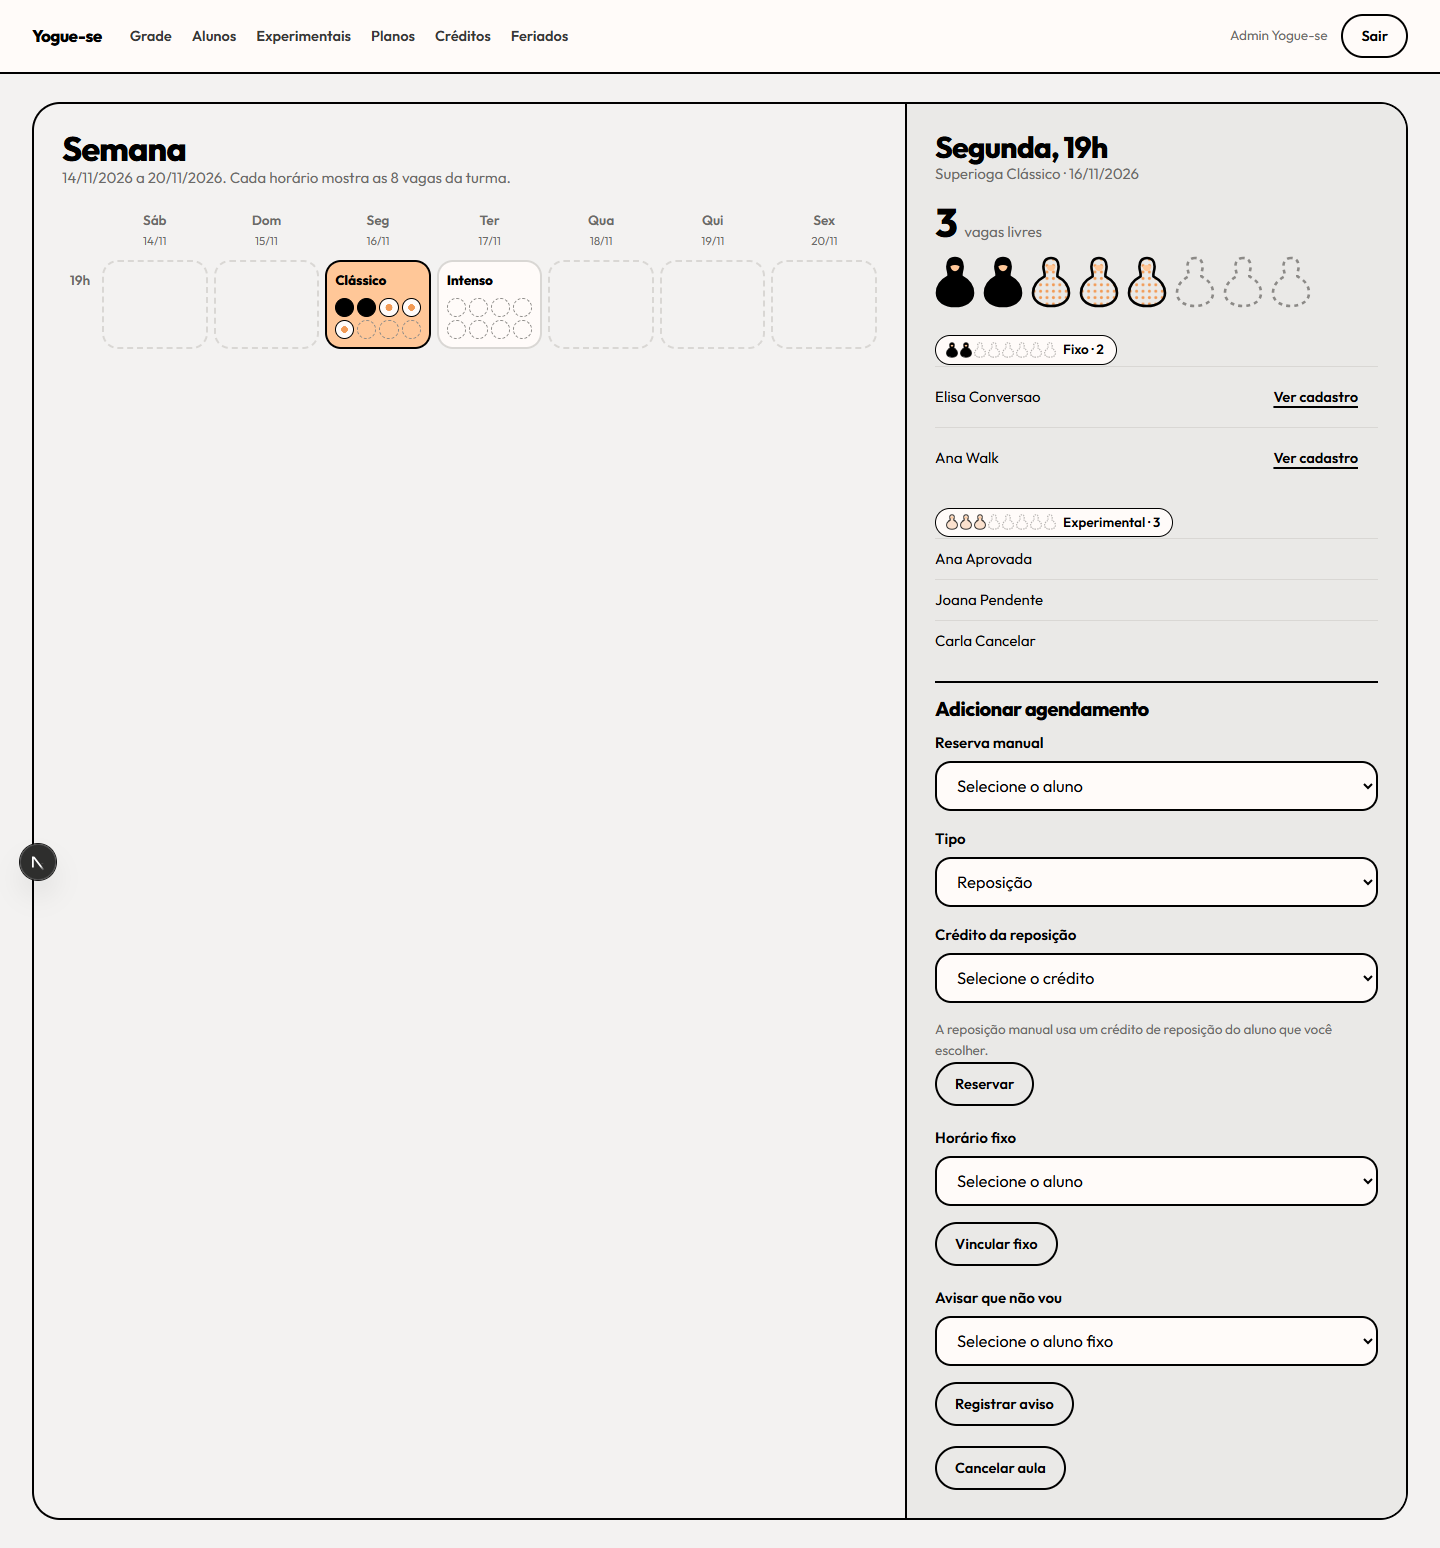 Yogue-se Grade Alunos Experimentais Planos Créditos Feriados Admin Yogue-se Sair
Semana
14/11/2026 a 20/11/2026. Cada horário mostra as 8 vagas da turma.
Sáb Dom Seg Ter Qua Qui Sex
14/11 15/11 16/11 17/11 18/11 19/11 20/11
19h Clássico Intenso
Segunda, 19h
Superioga Clássico · 16/11/2026
3 vagas livres
Fixo · 2
Elisa Conversao Ver cadastro
Ana Walk Ver cadastro
Experimental · 3
Ana Aprovada
Joana Pendente
Carla Cancelar
Adicionar agendamento
Reserva manual
Selecione o aluno
Tipo
Reposição
Crédito da reposição
Selecione o crédito
A reposição manual usa um crédito de reposição do aluno que você
escolher.
Reservar
Horário fixo
Selecione o aluno
Vincular fixo
Avisar que não vou
Selecione o aluno fixo
Registrar aviso
Cancelar aula